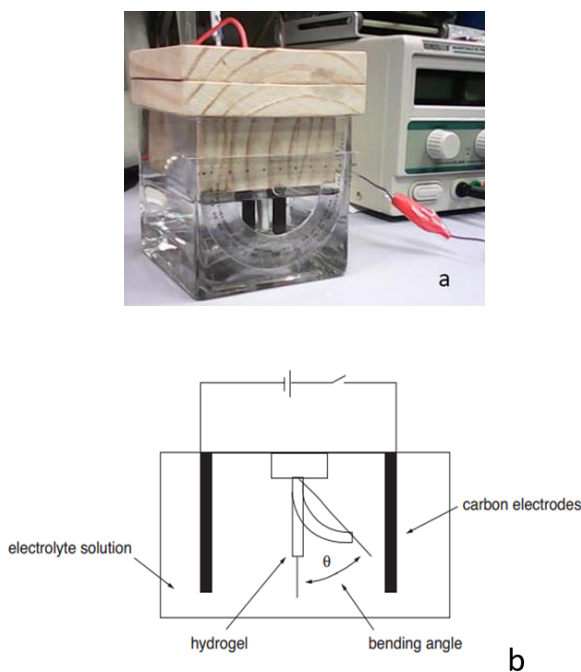 a
electrolyte solution
carbon electrodes
θ
hydrogel
bending angle
b